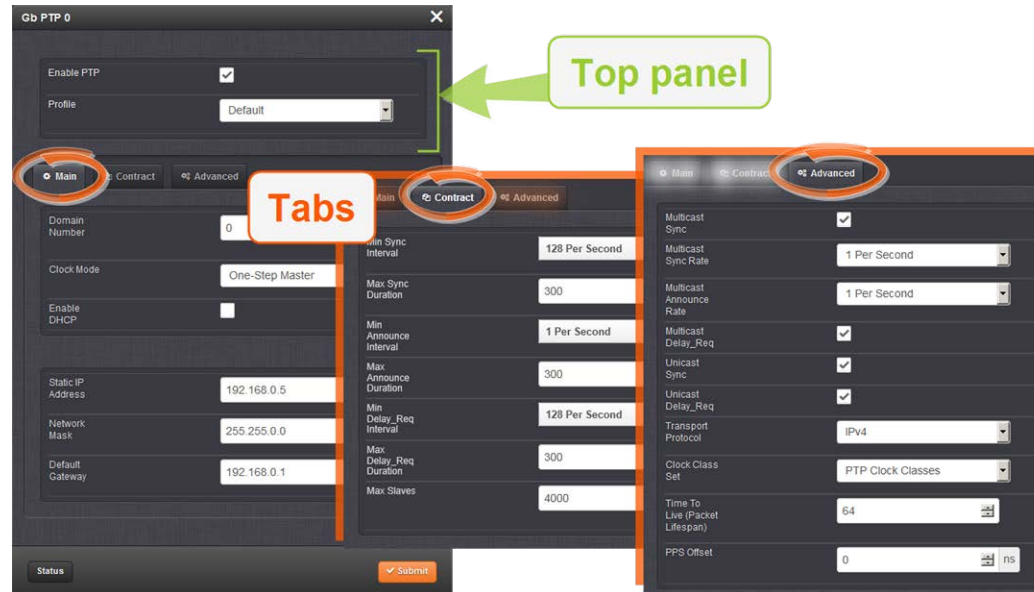 Gb PTP 0
Enable PTP
Profile
Default
Top panel
Main
Contract
Advanced
Domain
Number
0
Clock Mode
One-Step Master
Enable
DHCP
Static IP
Address
192.168.0.5
Network
Mask
255.255.0.0
Default
Gateway
192.168.0.1
Status
Submit
Tabs
Main
Contract
Advanced
Min Sync
Interval
128 Per Second
Max Sync
Duration
300
Min
Announce
Interval
1 Per Second
Max
Announce
Duration
300
Min
Delay_Req
Interval
128 Per Second
Max
Delay_Req
Duration
300
Max Slaves
4000
Main
Contract
Advanced
Multicast
Sync
Multicast
Sync Rate
1 Per Second
Multicast
Announce
Rate
1 Per Second
Multicast
Delay_Req
Unicast
Sync
Unicast
Delay_Req
Transport
Protocol
IPv4
Clock Class
Set
PTP Clock Classes
Time To
Live (Packet
Lifespan)
64
PPS Offset
0
ns